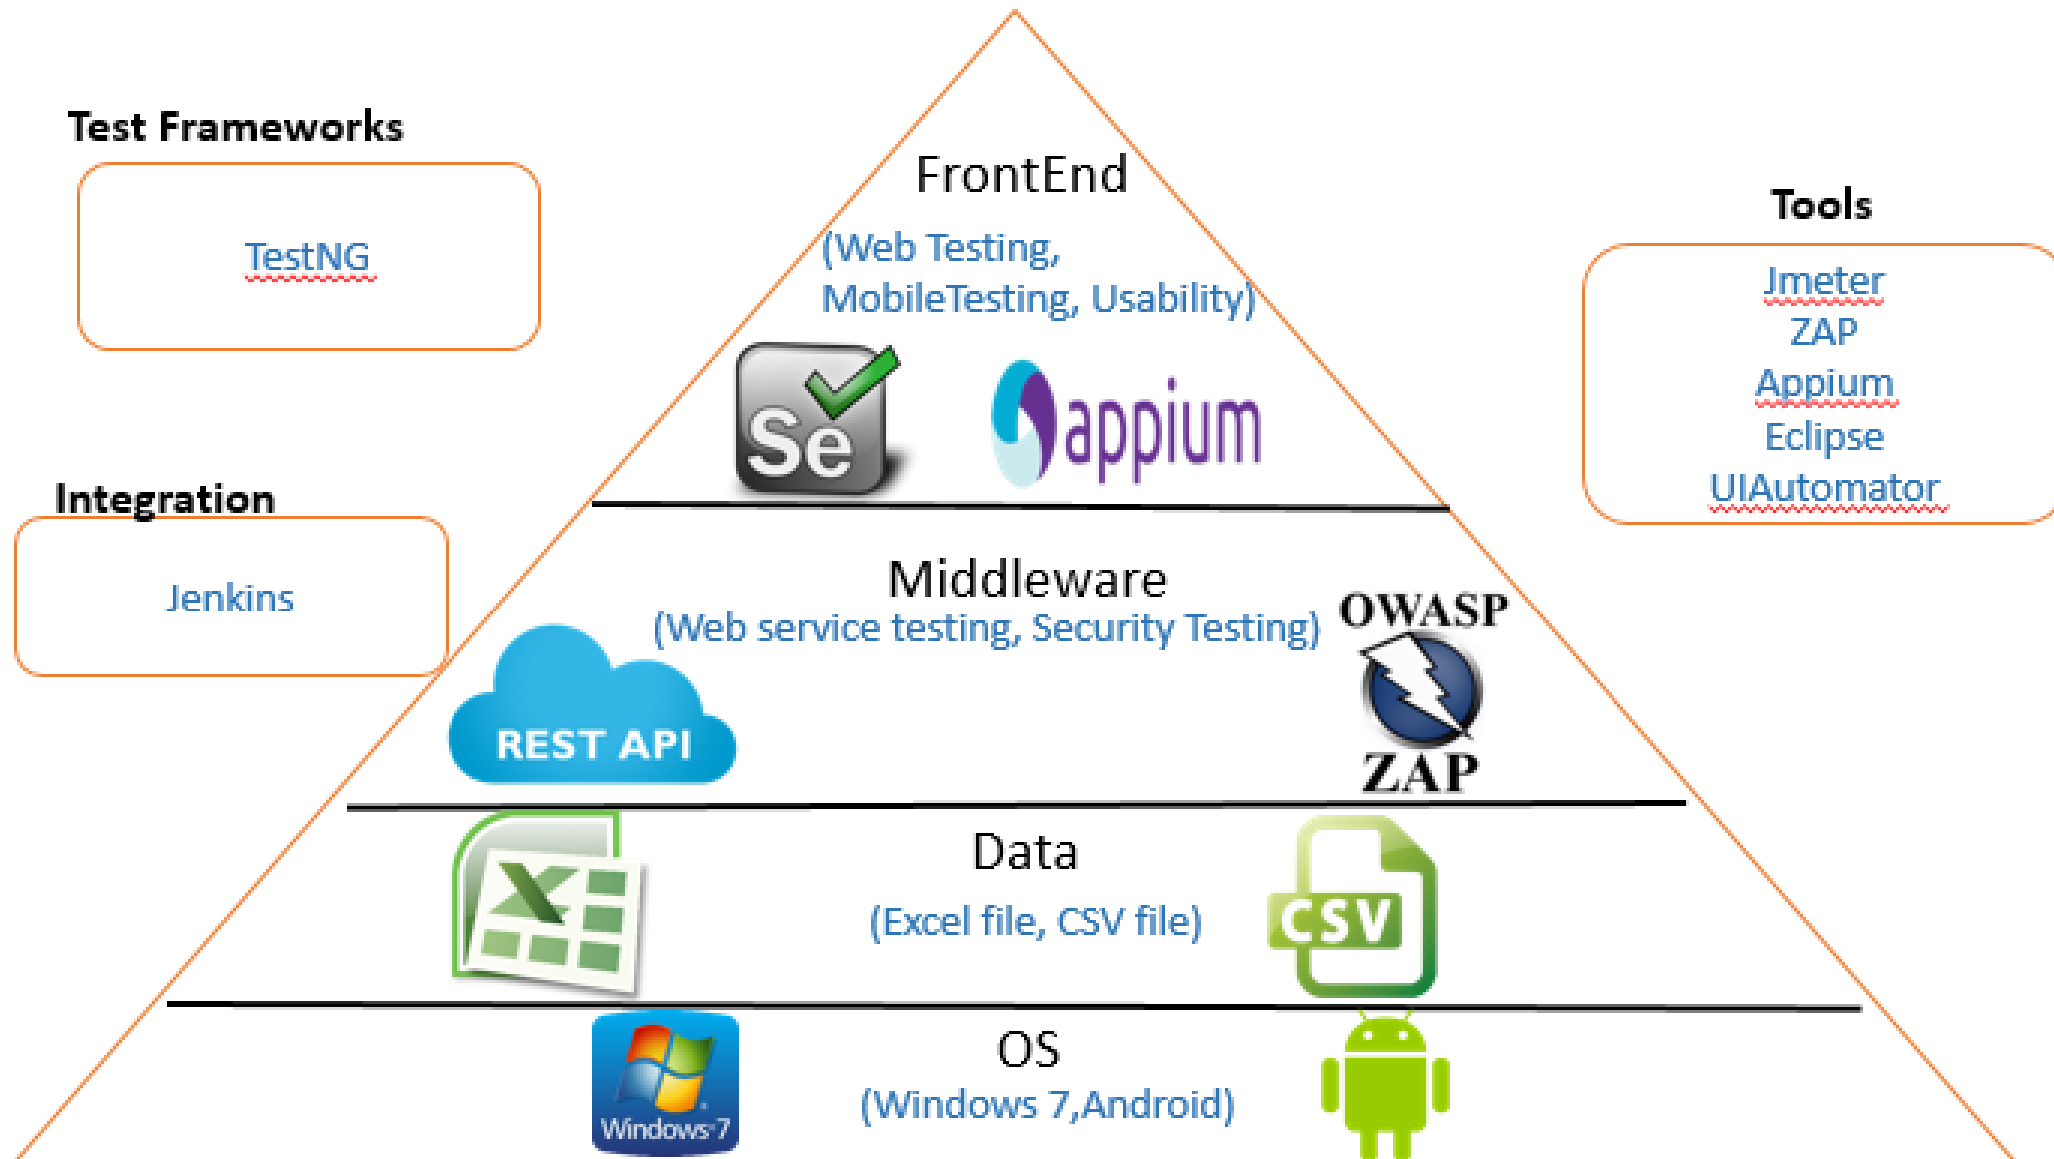 Test Frameworks
TestNG
Integration
Jenkins
FrontEnd
(Web Testing,
MobileTesting, Usability)
Se
appium
Middleware
(Web service testing, Security Testing)
REST API
OWASP
ZAP
Data
(Excel file, CSV file)
X
CSV
OS
(Windows 7,Android)
Windows 7
Tools
Jmeter
ZAP
Appium
Eclipse
UIAutomator